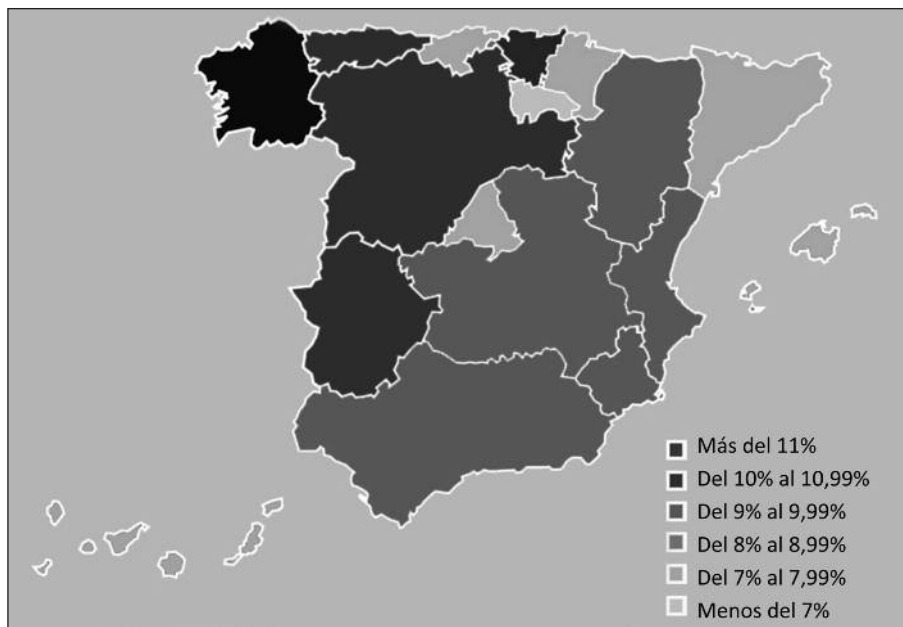 Más del 11%
Del 10% al 10,99%
Del 9% al 9,99%
Del 8% al 8,99%
Del 7% al 7,99%
Menos del 7%